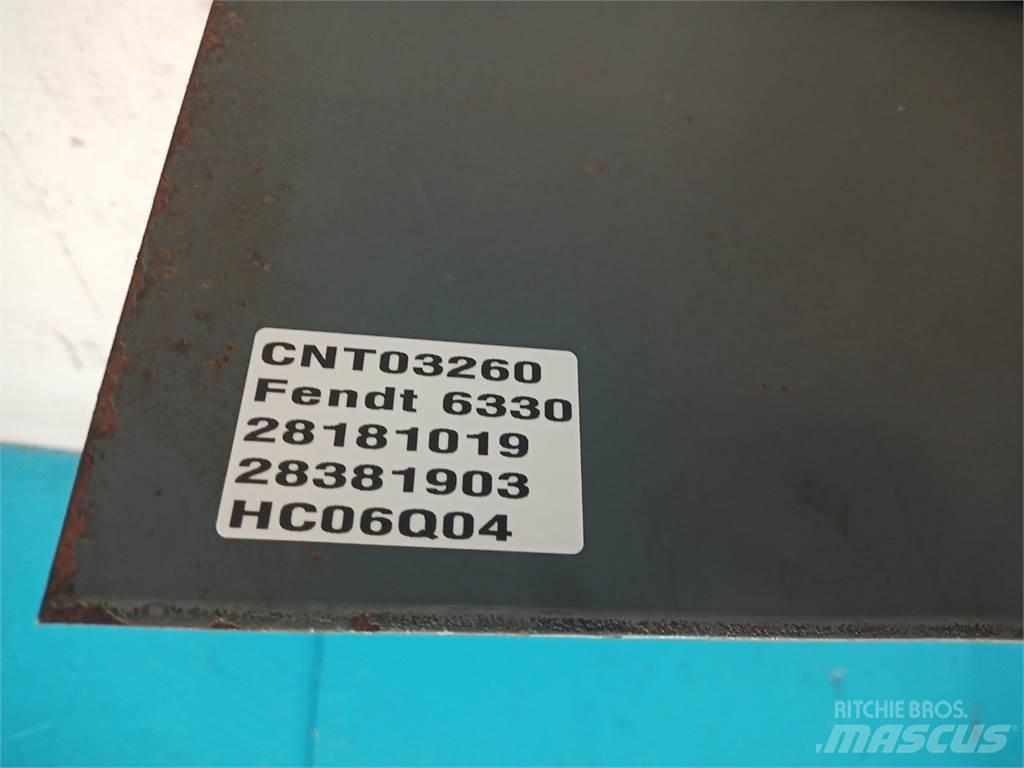 CNT03260
Fendt 6330
28181019
28381903
HC06Q04
RITCHIE BROS.
MASCUS